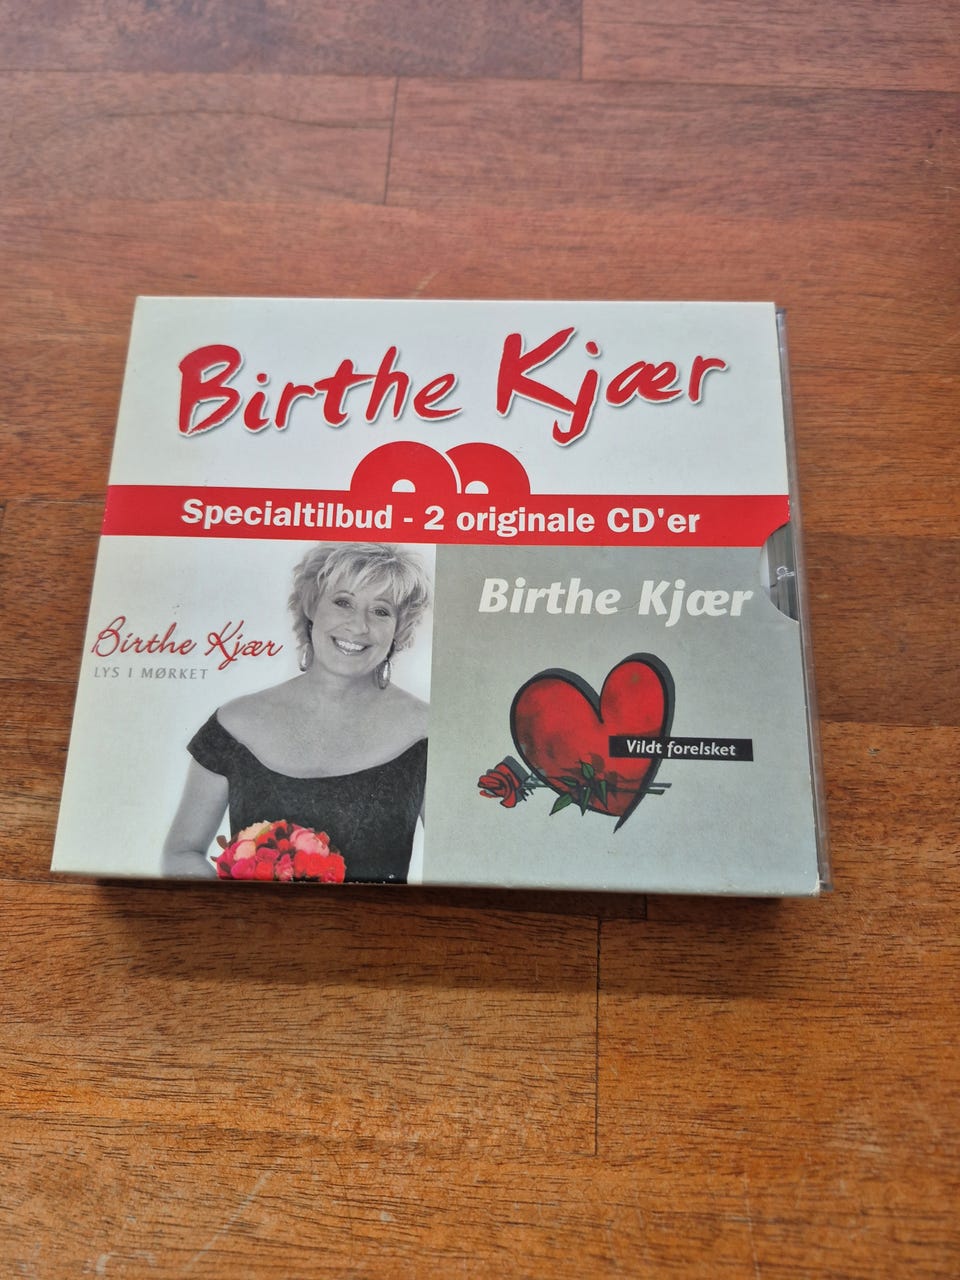 Birthe Kjær
Specialtilbud - 2 originale CD'er
Birthe Kjær
LYS I MØRKET
Birthe Kjær
Vildt forelsket